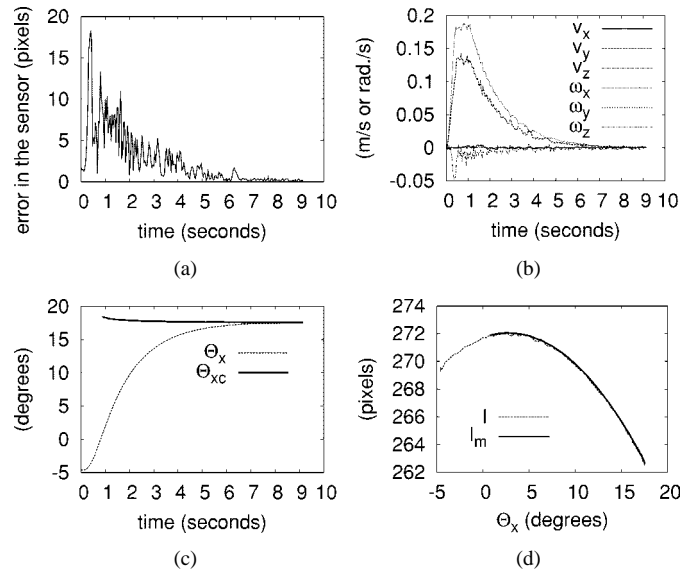 error in the sensor (pixels)
20
15
10
5
0
0 1 2 3 4 5 6 7 8 9 10
time (seconds)
(a)
(m/s or rad./s)
0.2
0.15
0.1
0.05
0
-0.05
v_x
v_y
v_z
ω_x
ω_y
ω_z
0 1 2 3 4 5 6 7 8 9 10
time (seconds)
(b)
(degrees)
20
15
10
5
0
-5
Θ_x
Θ_xc
0 1 2 3 4 5 6 7 8 9 10
time (seconds)
(c)
(pixels)
274
272
270
268
266
264
262
l
l_m
-5 0 5 10 15 20
Θ_x (degrees)
(d)